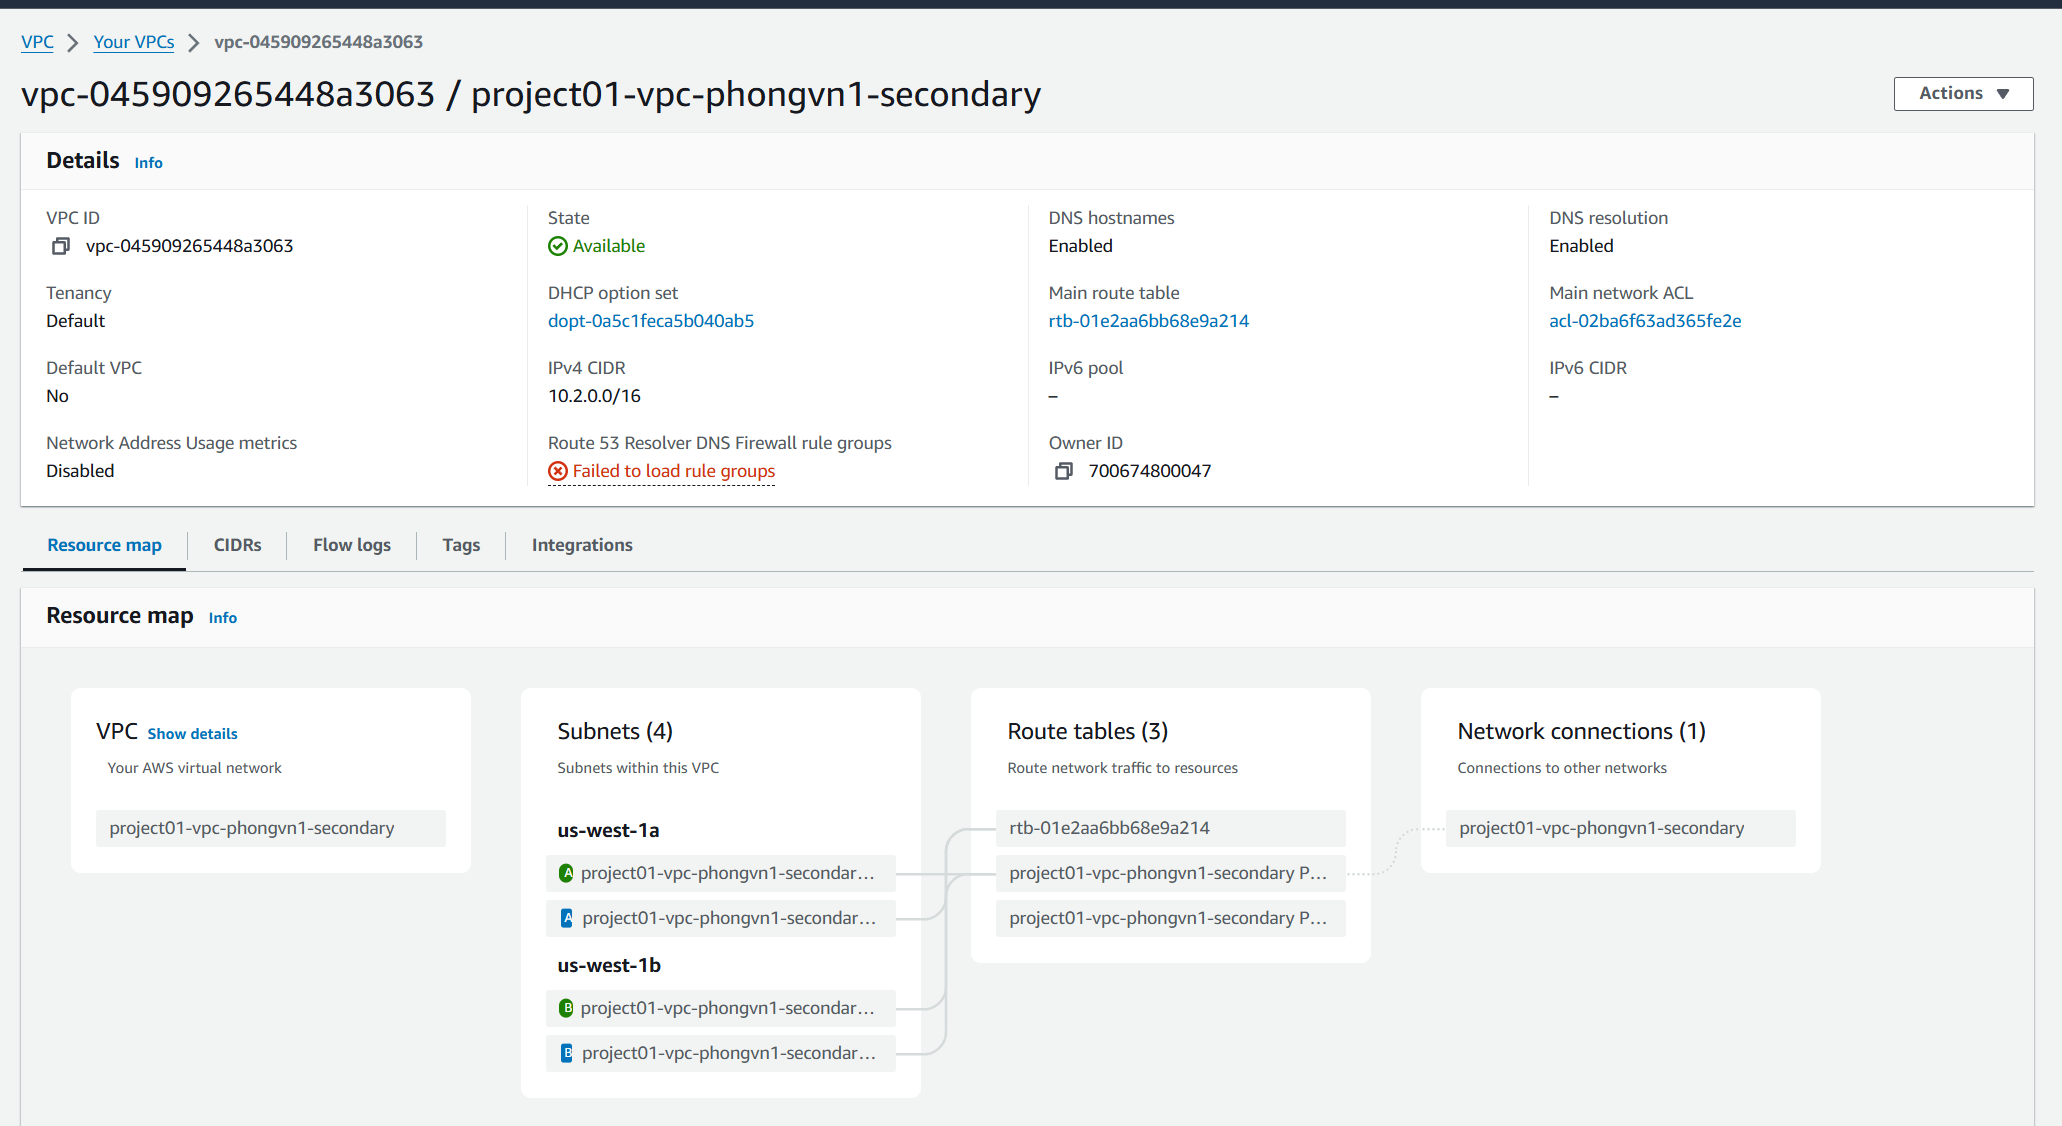 VPC > Your VPCs > vpc-045909265448a3063
vpc-045909265448a3063 / project01-vpc-phongvn1-secondary
Actions ▼
Details Info
VPC ID
vpc-045909265448a3063
State
Available
DNS hostnames
Enabled
DNS resolution
Enabled
Tenancy
Default
DHCP option set
dopt-0a5c1feca5b040ab5
Main route table
rtb-01e2aa6bb68e9a214
Main network ACL
acl-02ba6f63ad365fe2e
Default VPC
No
IPv4 CIDR
10.2.0.0/16
IPv6 pool
–
IPv6 CIDR
–
Network Address Usage metrics
Disabled
Route 53 Resolver DNS Firewall rule groups
Failed to load rule groups
Owner ID
700674800047
Resource map
CIDRs
Flow logs
Tags
Integrations
Resource map Info
VPC Show details
Your AWS virtual network
project01-vpc-phongvn1-secondary
Subnets (4)
Subnets within this VPC
us-west-1a
A project01-vpc-phongvn1-secondar...
A project01-vpc-phongvn1-secondar...
us-west-1b
B project01-vpc-phongvn1-secondar...
B project01-vpc-phongvn1-secondar...
Route tables (3)
Route network traffic to resources
rtb-01e2aa6bb68e9a214
project01-vpc-phongvn1-secondary P...
project01-vpc-phongvn1-secondary P...
Network connections (1)
Connections to other networks
project01-vpc-phongvn1-secondary